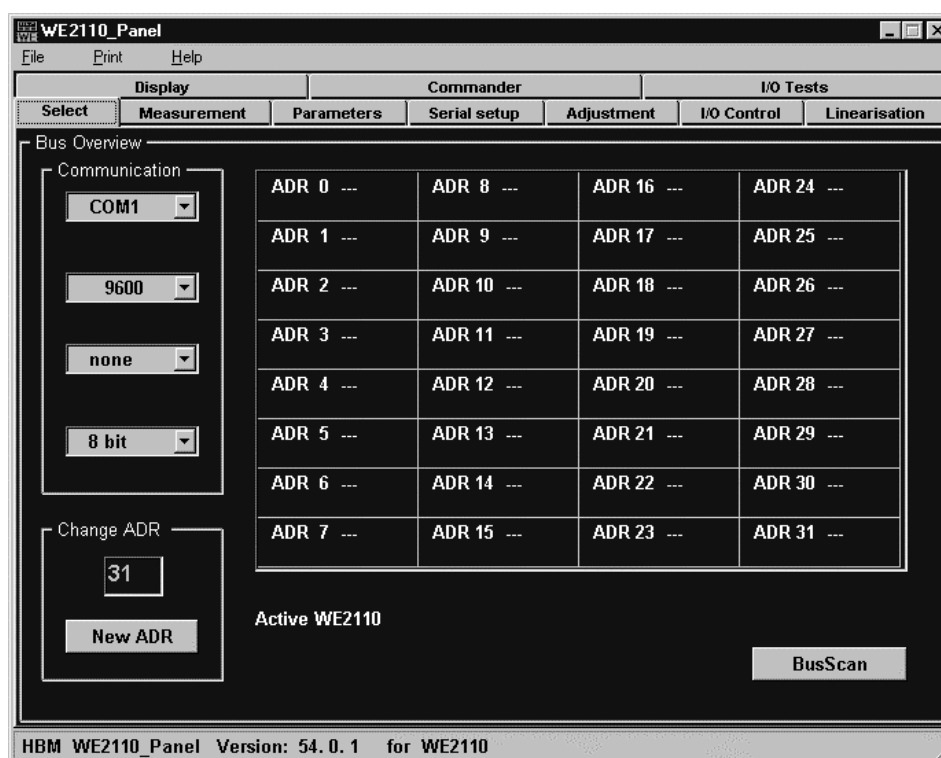 WE2110_Panel
File Print Help
Display Commander I/O Tests
Select Measurement Parameters Serial setup Adjustment I/O Control Linearisation
Bus Overview
Communication
COM1
9600
none
8 bit
ADR 0 --- ADR 8 --- ADR 16 --- ADR 24 ---
ADR 1 --- ADR 9 --- ADR 17 --- ADR 25 ---
ADR 2 --- ADR 10 --- ADR 18 --- ADR 26 ---
ADR 3 --- ADR 11 --- ADR 19 --- ADR 27 ---
ADR 4 --- ADR 12 --- ADR 20 --- ADR 28 ---
ADR 5 --- ADR 13 --- ADR 21 --- ADR 29 ---
ADR 6 --- ADR 14 --- ADR 22 --- ADR 30 ---
ADR 7 --- ADR 15 --- ADR 23 --- ADR 31 ---
Change ADR
31
New ADR
Active WE2110
BusScan
HBM WE2110_Panel Version: 54. 0. 1 for WE2110